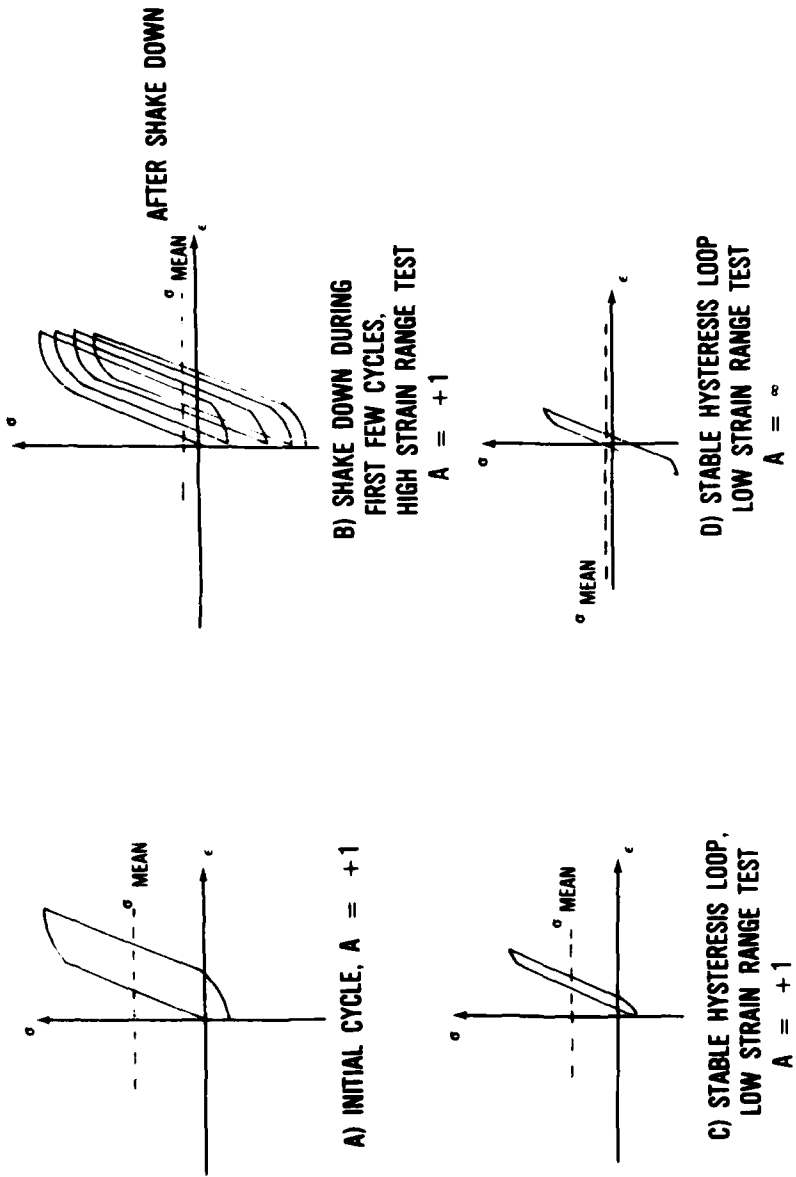 σ
σ MEAN
ε
A) INITIAL CYCLE, A = +1
σ
AFTER SHAKE DOWN
σ MEAN
ε
B) SHAKE DOWN DURING
FIRST FEW CYCLES,
HIGH STRAIN RANGE TEST
A = +1
σ
σ MEAN
ε
C) STABLE HYSTERESIS LOOP,
LOW STRAIN RANGE TEST
A = +1
σ
σ MEAN
ε
D) STABLE HYSTERESIS LOOP
LOW STRAIN RANGE TEST
A = ∞